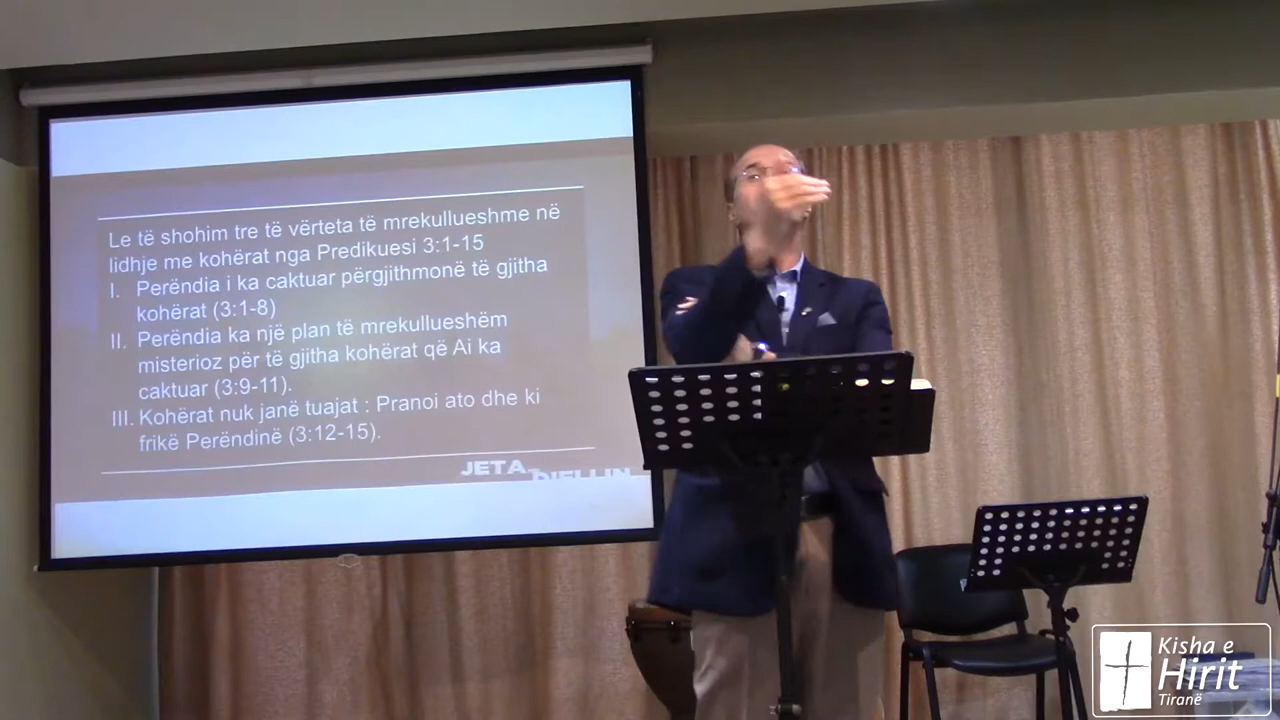 Le të shohim tre të vërteta të mrekullueshme në
lidhje me kohërat nga Predikuesi 3:1-15
I. Perëndia i ka caktuar përgjithmonë të gjitha
kohërat (3:1-8)
II. Perëndia ka një plan të mrekullueshëm
misterioz për të gjitha kohërat që Ai ka
caktuar (3:9-11).
III. Kohërat nuk janë tuajat : Pranoi ato dhe ki
frikë Perëndinë (3:12-15).
JETA
DIELLIN
Kisha e
Hirit
Tiranë